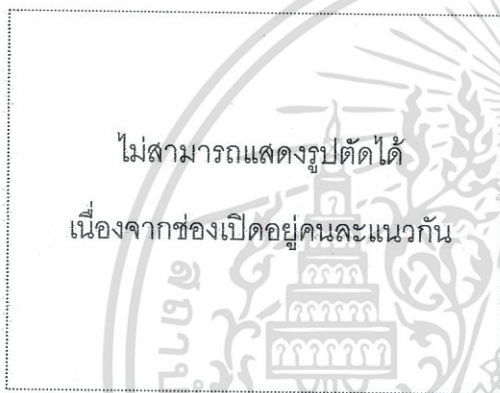 ไม่สามารถแสดงรูปตัดได้
เนื่องจากช่องเปิดอยู่คนละแนวกัน